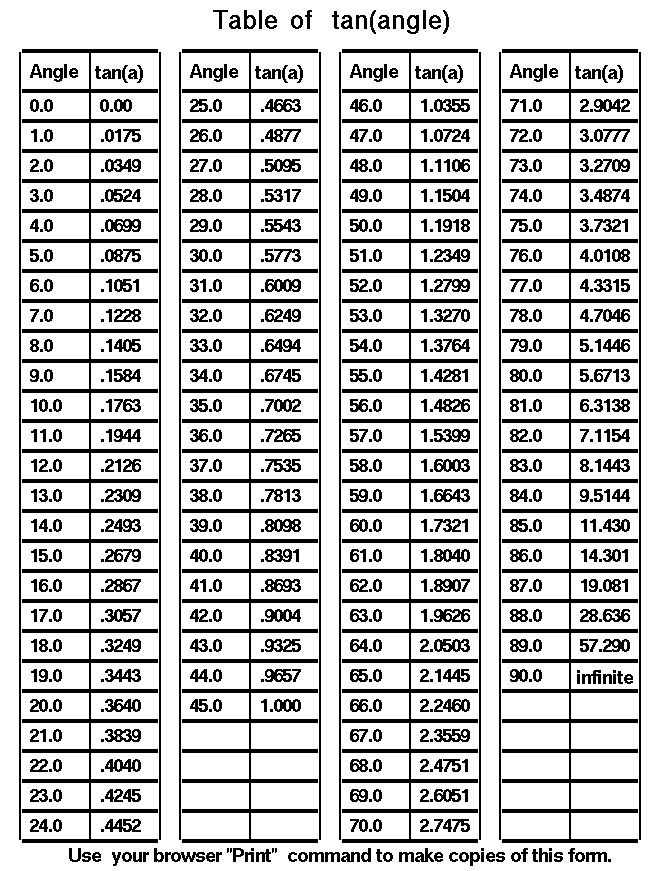 Table of tan(angle)
Angle tan(a) Angle tan(a) Angle tan(a) Angle tan(a)
0.0 0.00 25.0 .4663 46.0 1.0355 71.0 2.9042
1.0 .0175 26.0 .4877 47.0 1.0724 72.0 3.0777
2.0 .0349 27.0 .5095 48.0 1.1106 73.0 3.2709
3.0 .0524 28.0 .5317 49.0 1.1504 74.0 3.4874
4.0 .0699 29.0 .5543 50.0 1.1918 75.0 3.7321
5.0 .0875 30.0 .5773 51.0 1.2349 76.0 4.0108
6.0 .1051 31.0 .6009 52.0 1.2799 77.0 4.3315
7.0 .1228 32.0 .6249 53.0 1.3270 78.0 4.7046
8.0 .1405 33.0 .6494 54.0 1.3764 79.0 5.1446
9.0 .1584 34.0 .6745 55.0 1.4281 80.0 5.6713
10.0 .1763 35.0 .7002 56.0 1.4826 81.0 6.3138
11.0 .1944 36.0 .7265 57.0 1.5399 82.0 7.1154
12.0 .2126 37.0 .7535 58.0 1.6003 83.0 8.1443
13.0 .2309 38.0 .7813 59.0 1.6643 84.0 9.5144
14.0 .2493 39.0 .8098 60.0 1.7321 85.0 11.430
15.0 .2679 40.0 .8391 61.0 1.8040 86.0 14.301
16.0 .2867 41.0 .8693 62.0 1.8907 87.0 19.081
17.0 .3057 42.0 .9004 63.0 1.9626 88.0 28.636
18.0 .3249 43.0 .9325 64.0 2.0503 89.0 57.290
19.0 .3443 44.0 .9657 65.0 2.1445 90.0 infinite
20.0 .3640 45.0 1.000 66.0 2.2460
21.0 .3839 67.0 2.3559
22.0 .4040 68.0 2.4751
23.0 .4245 69.0 2.6051
24.0 .4452 70.0 2.7475
Use your browser "Print" command to make copies of this form.